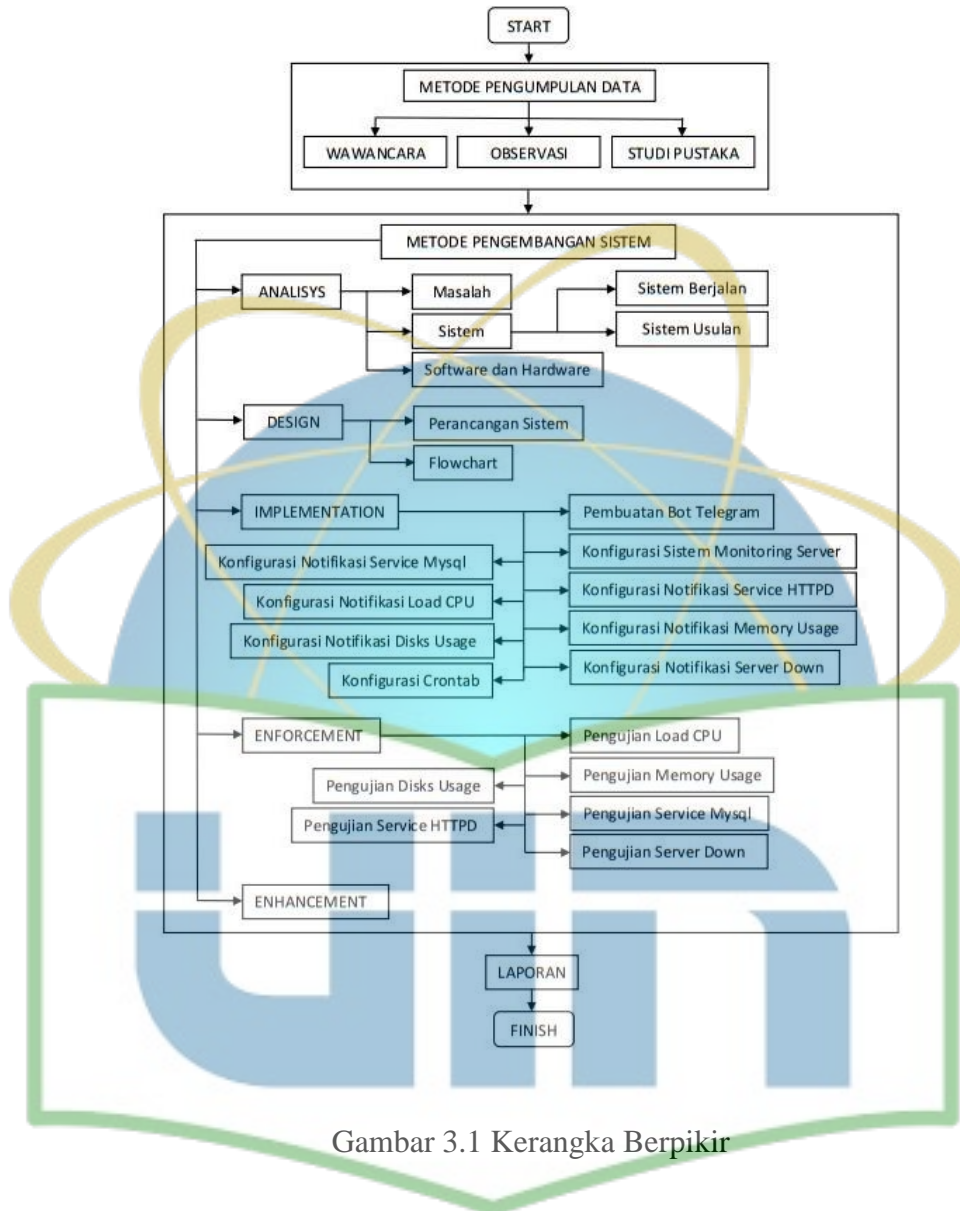 START
METODE PENGUMPULAN DATA
WAWANCARA
OBSERVASI
STUDI PUSTAKA
METODE PENGEMBANGAN SISTEM
ANALISYS
Masalah
Sistem Berjalan
Sistem
Sistem Usulan
Software dan Hardware
DESIGN
Perancangan Sistem
Flowchart
IMPLEMENTATION
Pembuatan Bot Telegram
Konfigurasi Sistem Monitoring Server
Konfigurasi Notifikasi Service Mysql
Konfigurasi Notifikasi Service HTTPD
Konfigurasi Notifikasi Load CPU
Konfigurasi Notifikasi Memory Usage
Konfigurasi Notifikasi Disks Usage
Konfigurasi Notifikasi Server Down
Konfigurasi Crontab
ENFORCEMENT
Pengujian Load CPU
Pengujian Memory Usage
Pengujian Disks Usage
Pengujian Service Mysql
Pengujian Service HTTPD
Pengujian Server Down
ENHANCEMENT
LAPORAN
FINISH
uin
Gambar 3.1 Kerangka Berpikir